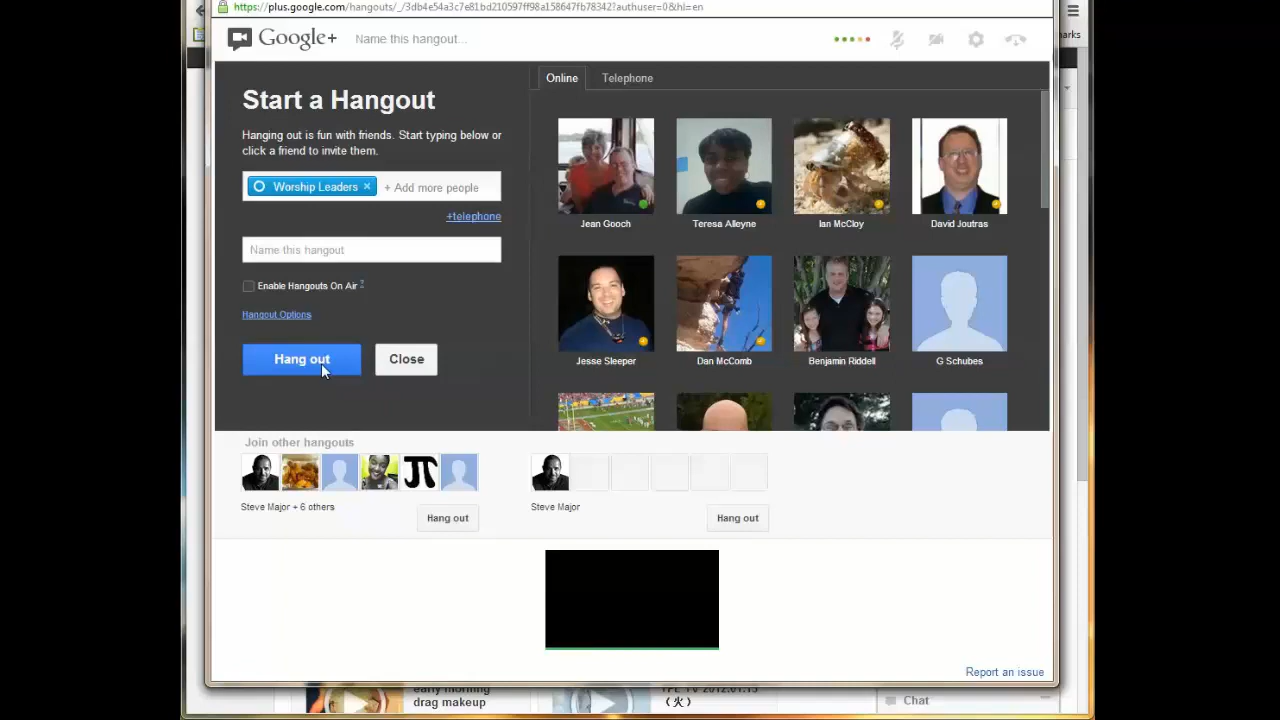 https://plus.google.com/hangouts/_/3db4e54a3c7e81bd210597ff98a158647fb78342?authuser=0&hl=en
Google+
Name this hangout...
arks
Start a Hangout
Hanging out is fun with friends. Start typing below or
click a friend to invite them.
Worship Leaders ×
+ Add more people
+telephone
Name this hangout
Enable Hangouts On Air ?
Hangout Options
Hang out
Close
Online
Telephone
Jean Gooch
Teresa Alleyne
Ian McCloy
David Joutras
Jesse Sleeper
Dan McComb
Benjamin Riddell
G Schubes
Join other hangouts
Steve Major + 6 others
Hang out
Steve Major
Hang out
Report an issue
early morning
drag makeup
(火)
Chat